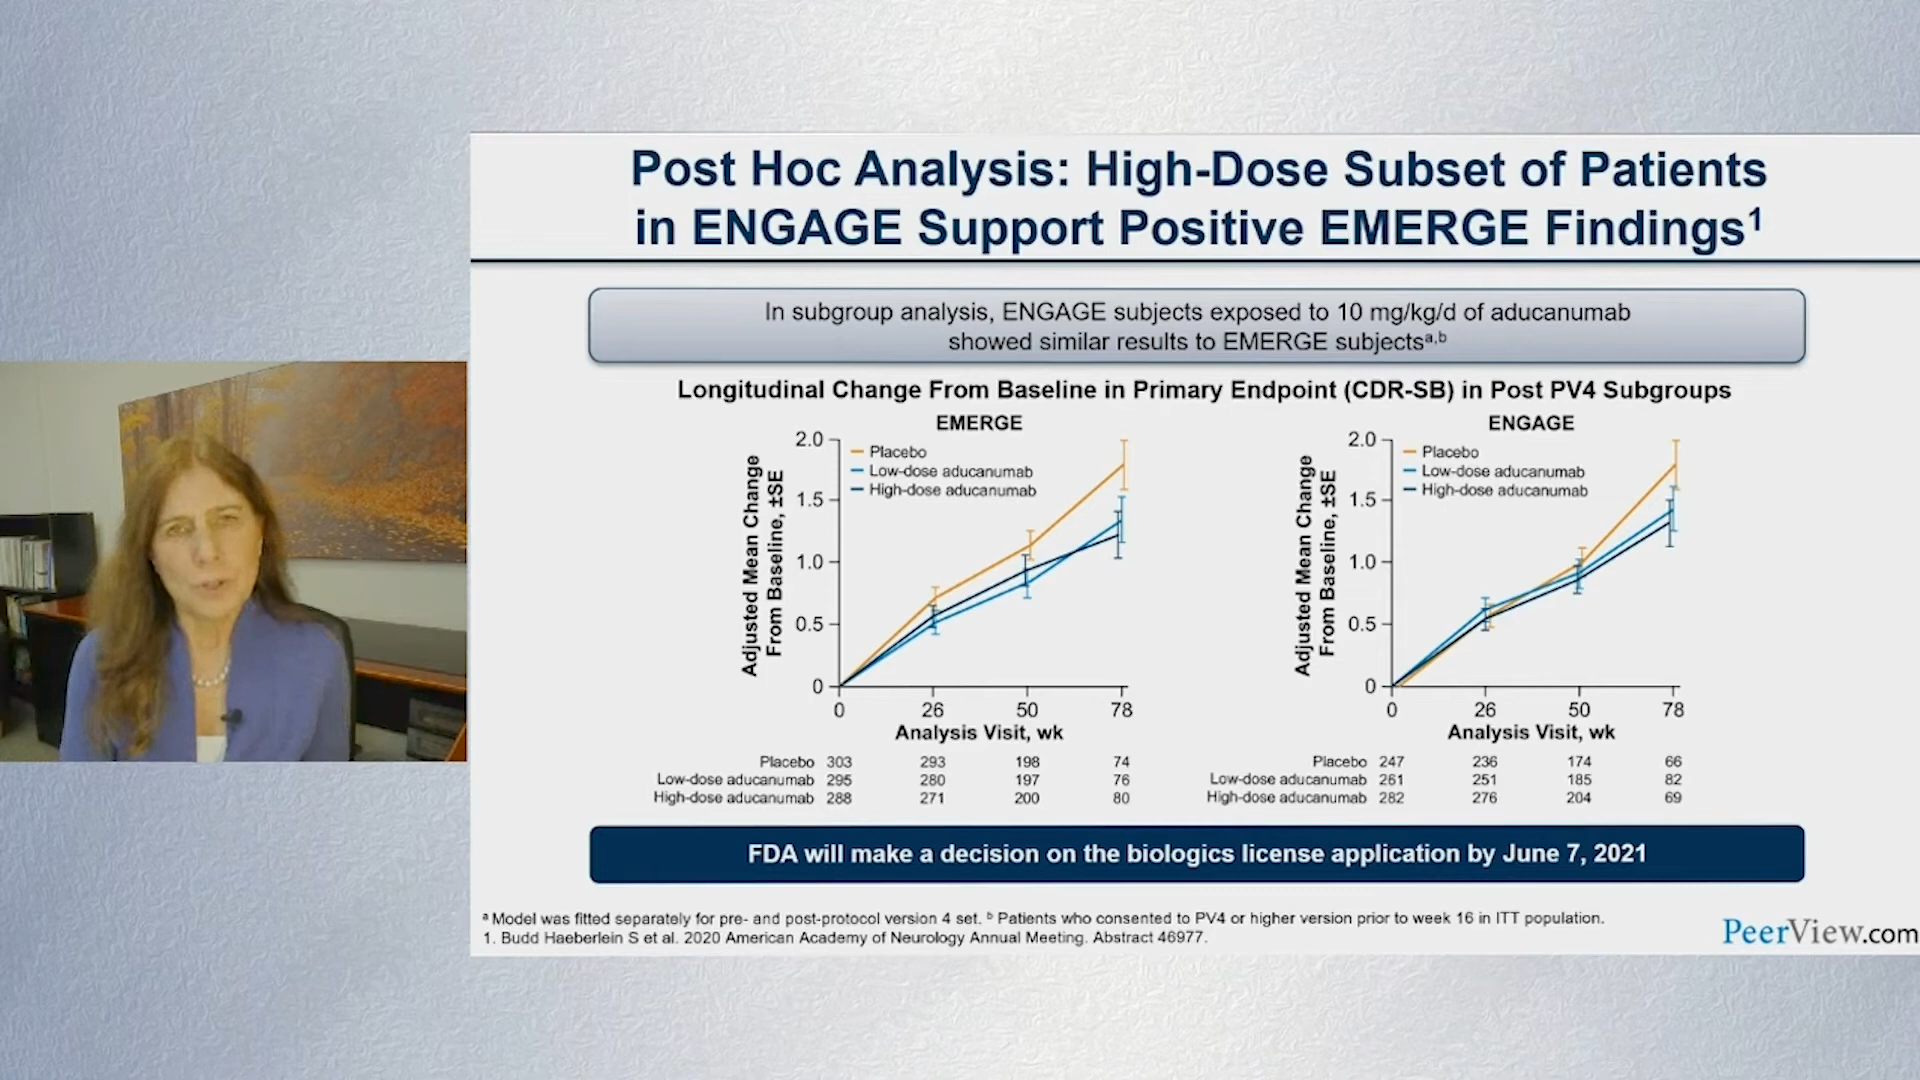 Post Hoc Analysis: High-Dose Subset of Patients
in ENGAGE Support Positive EMERGE Findings¹
In subgroup analysis, ENGAGE subjects exposed to 10 mg/kg/d of aducanumab
showed similar results to EMERGE subjectsᵃ,ᵇ
Longitudinal Change From Baseline in Primary Endpoint (CDR-SB) in Post PV4 Subgroups
EMERGE
Adjusted Mean Change
From Baseline, ±SE
2.0
1.5
1.0
0.5
0
Placebo
Low-dose aducanumab
High-dose aducanumab
0 26 50 78
Analysis Visit, wk
Placebo 303 293 198 74
Low-dose aducanumab 295 280 197 76
High-dose aducanumab 288 271 200 80
ENGAGE
Adjusted Mean Change
From Baseline, ±SE
2.0
1.5
1.0
0.5
0
Placebo
Low-dose aducanumab
High-dose aducanumab
0 26 50 78
Analysis Visit, wk
Placebo 247 236 174 66
Low-dose aducanumab 261 251 185 82
High-dose aducanumab 282 276 204 69
FDA will make a decision on the biologics license application by June 7, 2021
ᵃ Model was fitted separately for pre- and post-protocol version 4 set. ᵇ Patients who consented to PV4 or higher version prior to week 16 in ITT population.
1. Budd Haeberlein S et al. 2020 American Academy of Neurology Annual Meeting. Abstract 46977.
PeerView.com